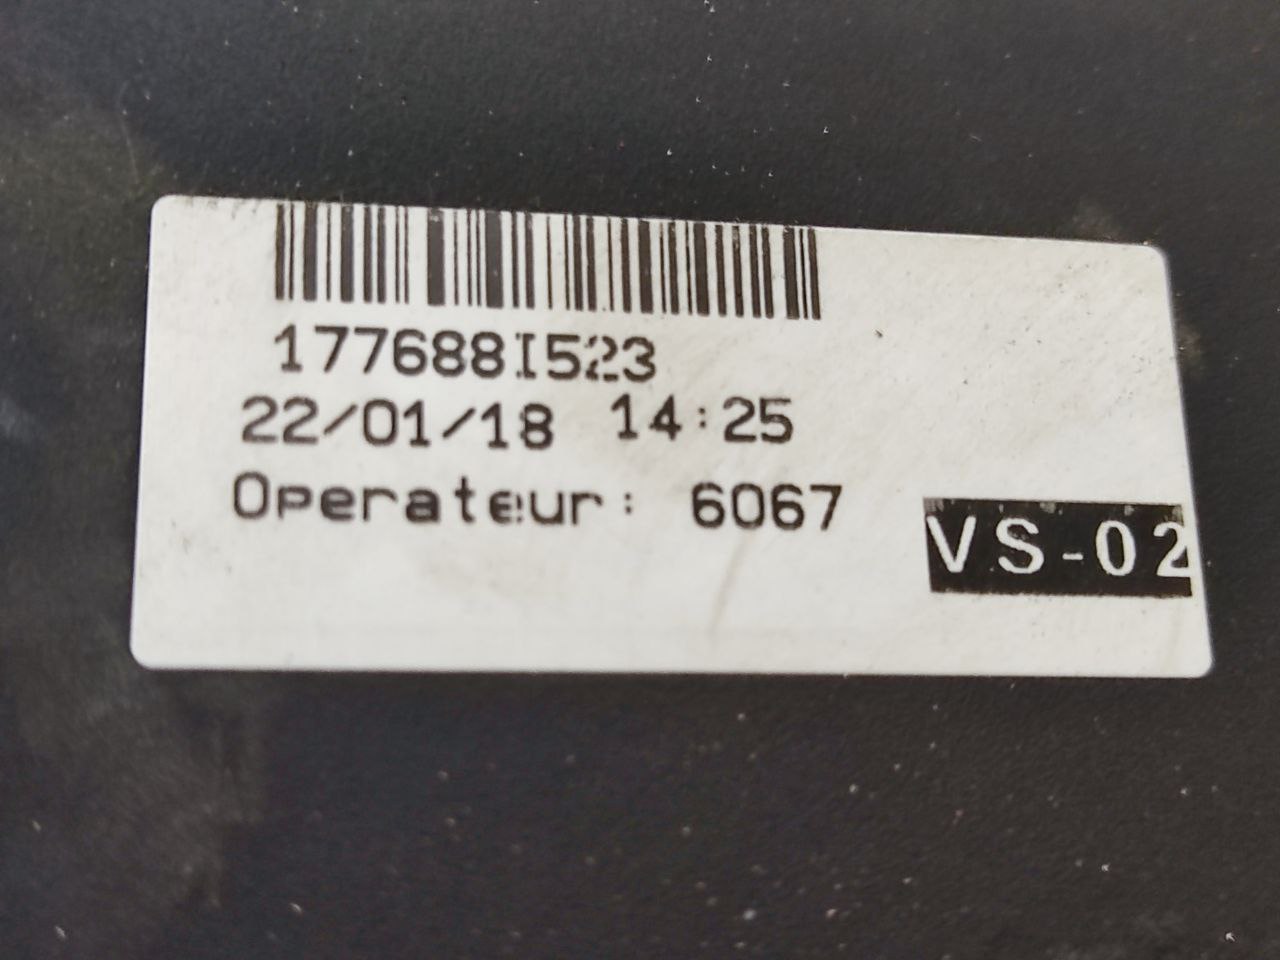 177688I523
22/01/18 14:25
Operateur: 6067
VS-02